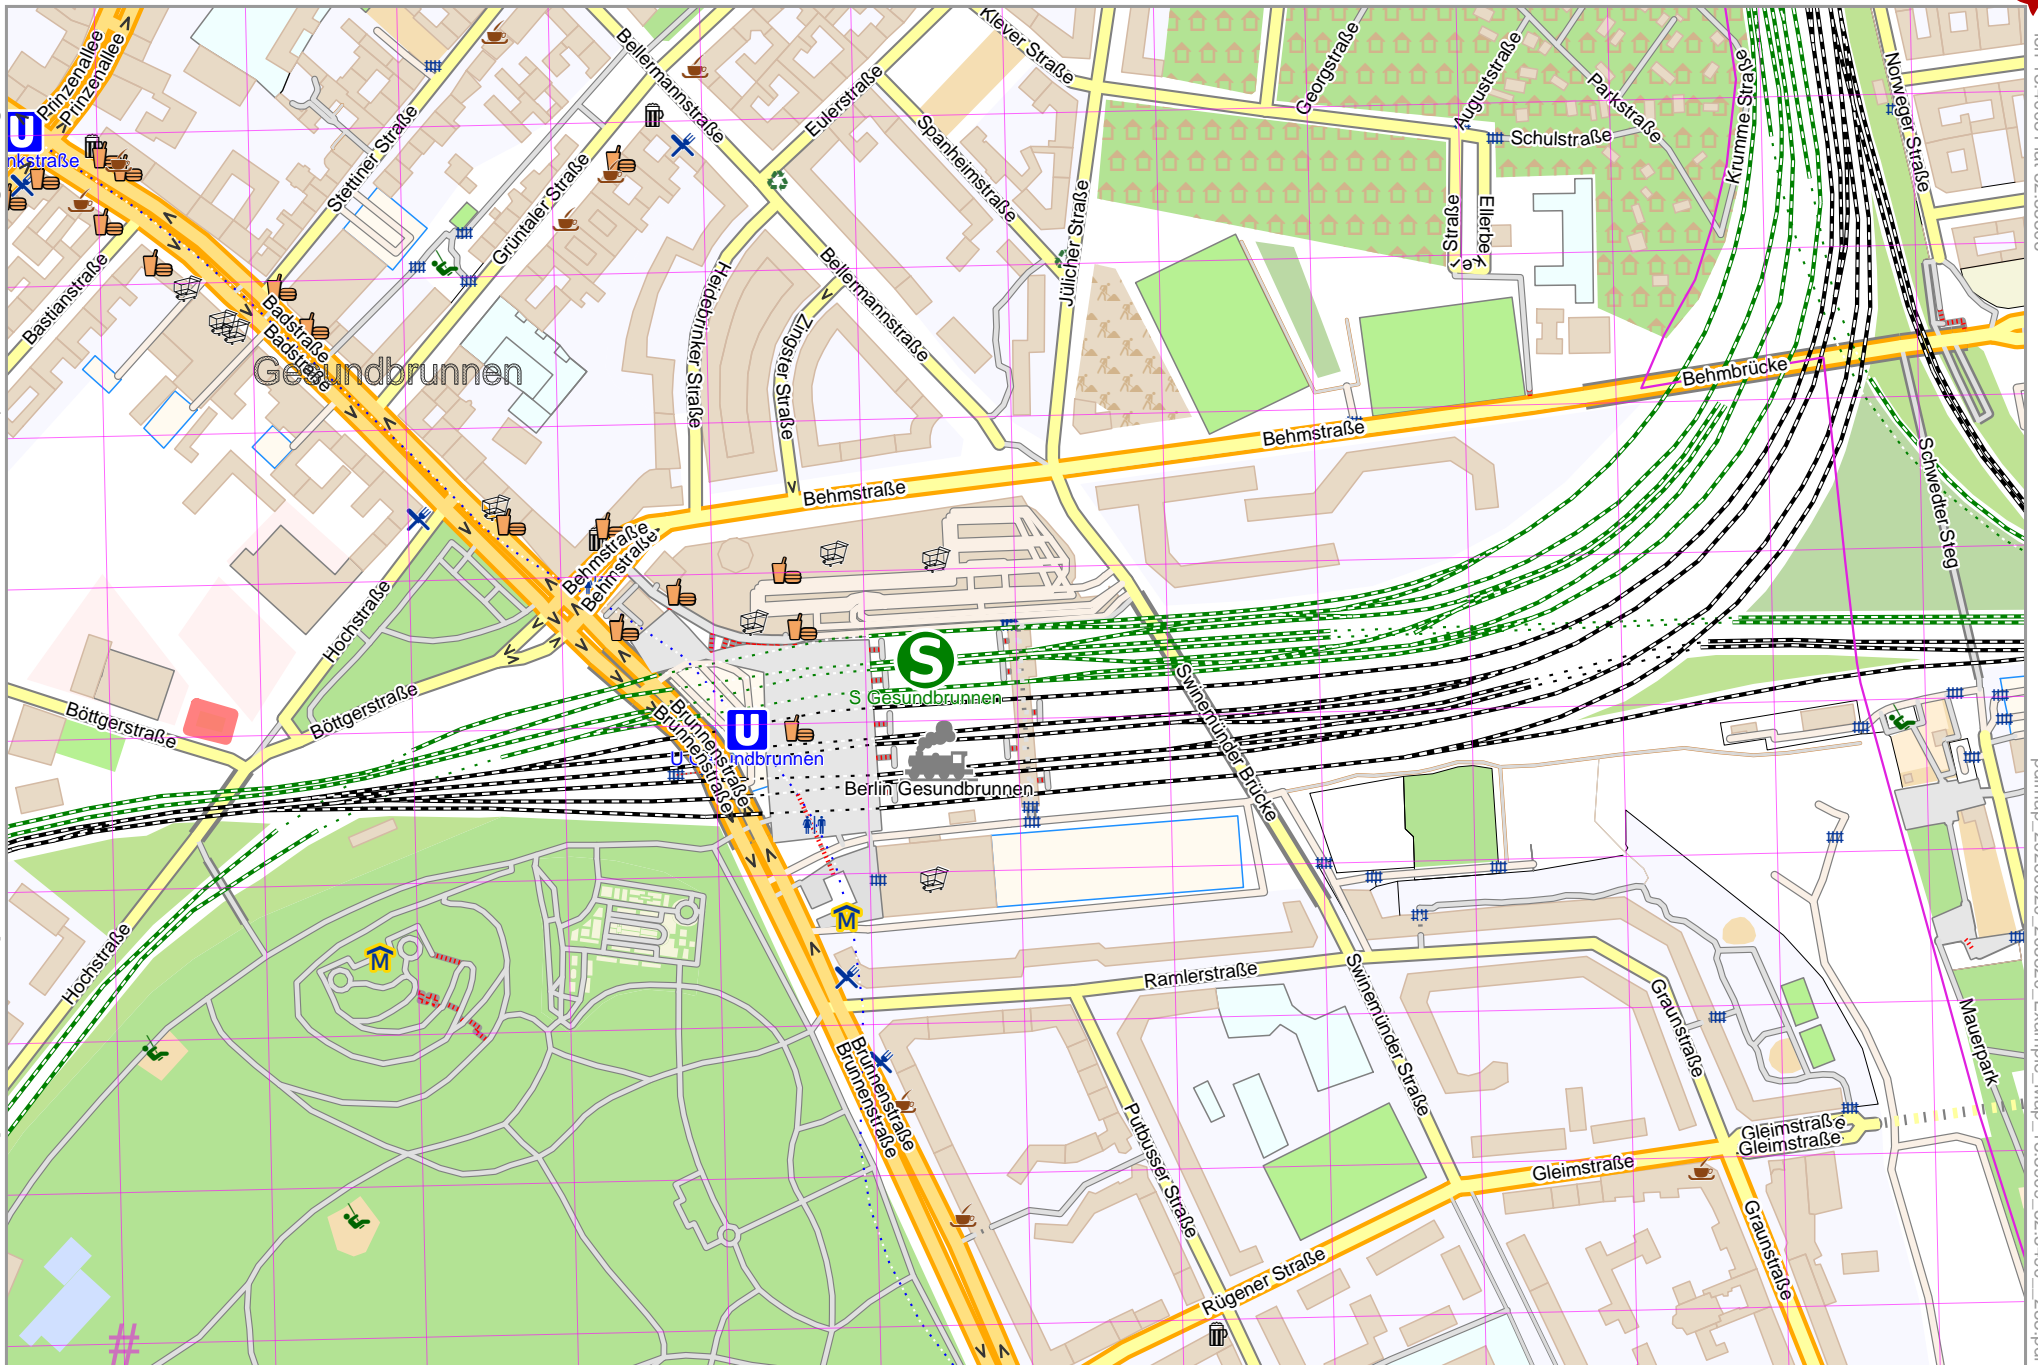 Prinzenallee
Prinzenallee
U
nkstraße
Stettiner Straße
Bellermannstraße
Eulerstraße
Klever Straße
Spanheimstraße
Georgstraße
Auguststraße
Parkstraße
Krumme Straße
Norweger Straße
Schulstraße
Grüntaler Straße
Jülicher Straße
Ellerbeker
Straße
Bastianstraße
Badstraße
Badstraße
Gesundbrunnen
Heidebrinker Straße
Zingster Straße
Bellermannstraße
Behmbrücke
Behmstraße
Behmstraße
Behmstraße
Behmstraße
Schwedter Steg
Hochstraße
Böttgerstraße
Böttgerstraße
S
S Gesundbrunnen
U
U Gesundbrunnen
Berlin Gesundbrunnen
Brunnenstraße
Brunnenstraße
Swinemünder Brücke
Hochstraße
M
M
Ramlerstraße
Swinemünder Straße
Graunstraße
Mauerpark
Brunnenstraße
Brunnenstraße
Putbusser Straße
Gleimstraße
Gleimstraße
Gleimstraße
Graunstraße
Rügener Straße
#